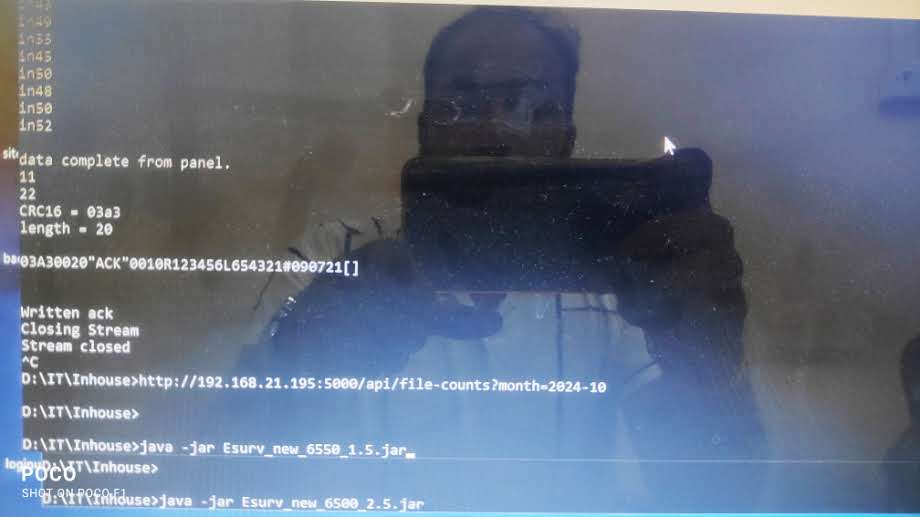 in43
in49
in55
in45
in50
in48
in50
in52
data complete from panel.
11
22
CRC16 = 03a3
length = 20
03A30020"ACK"0010R123456L654321#090721[]
Written ack
Closing Stream
Stream closed
^C
D:\IT\Inhouse>http://192.168.21.195:5000/api/file-counts?month=2024-10
D:\IT\Inhouse>
D:\IT\Inhouse>java -jar Esurv_new_6550_1.5.jar
D:\IT\Inhouse>
POCO
SHOT ON POCO F1
D:\IT\Inhouse>java -jar Esurv_new_6500_2.5.jar